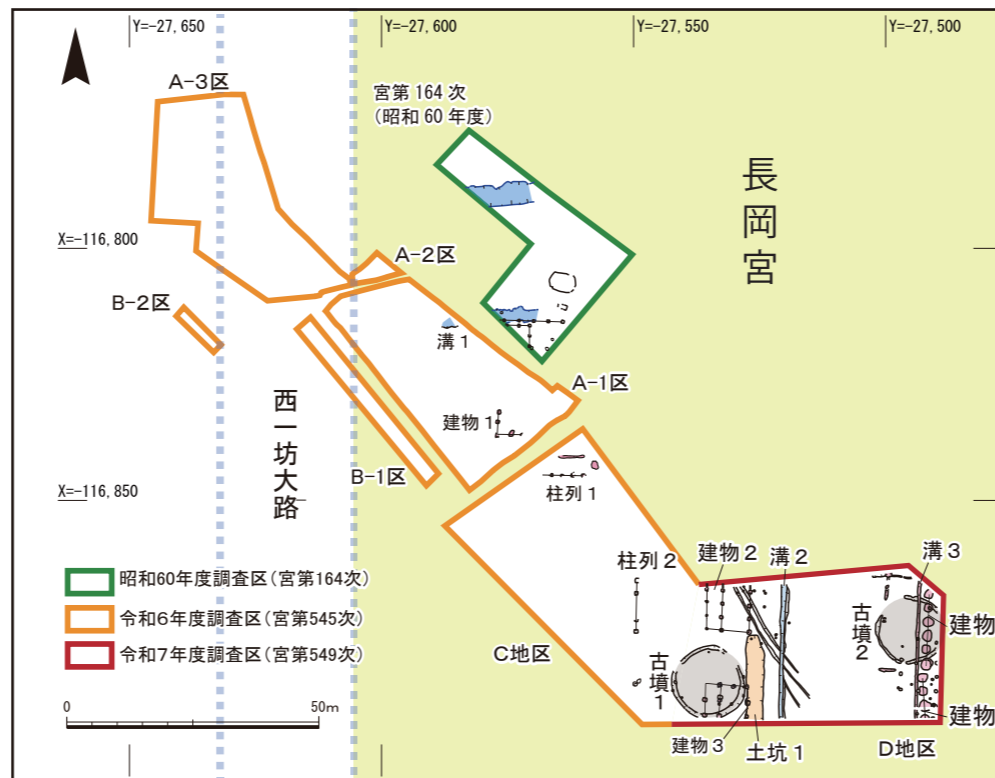 Y=-27,650
Y=-27,600
Y=-27,550
Y=-27,500
A-3区
宮第164次
(昭和60年度)
長岡宮
X=-116,800
A-2区
B-2区
溝1
A-1区
西一坊大路
建物1
B-1区
X=-116,850
柱列1
昭和60年度調査区(宮第164次)
令和6年度調査区(宮第545次)
令和7年度調査区(宮第549次)
柱列2
建物2
溝2
溝3
古墳2
建物
C地区
古墳1
建物
建物3
土坑1
D地区
0
50m